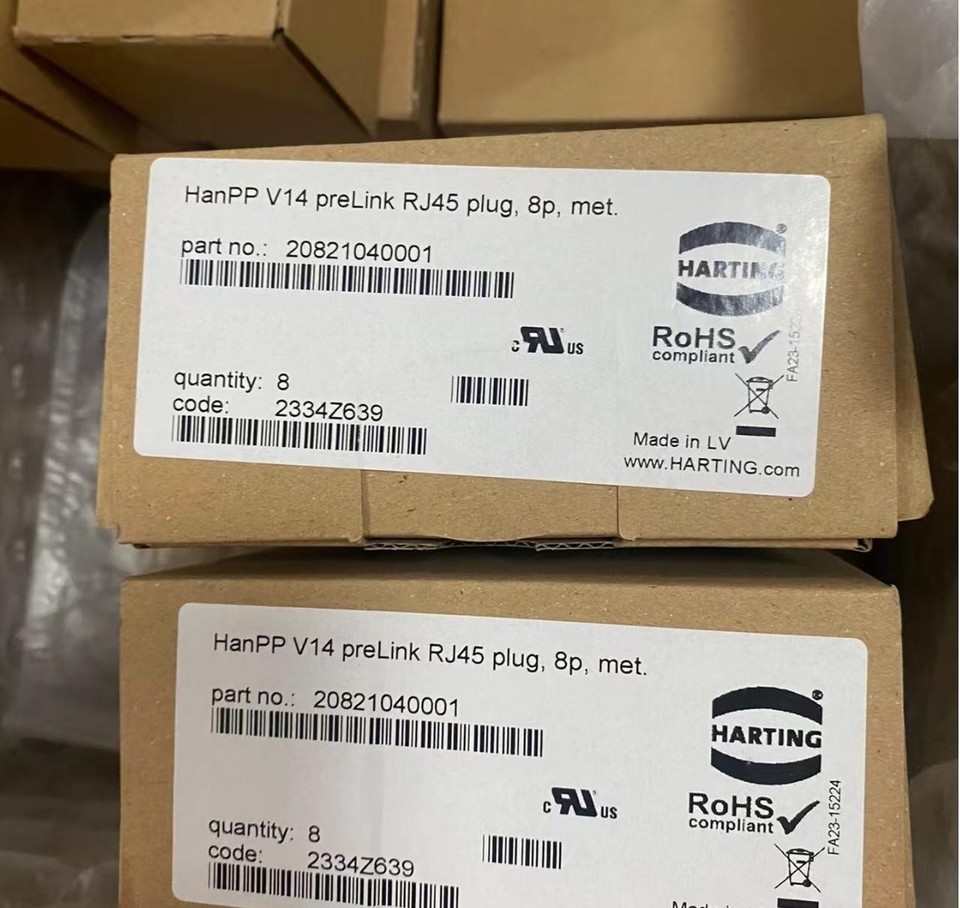 HanPP V14 preLink RJ45 plug, 8p, met.
part no.: 20821040001
HARTING
®
c RU us
RoHS
compliant
quantity: 8
code: 2334Z639
Made in LV
www.HARTING.com
HanPP V14 preLink RJ45 plug, 8p, met.
part no.: 20821040001
HARTING
®
c RU us
RoHS
compliant
FA23-15224
quantity: 8
code: 2334Z639